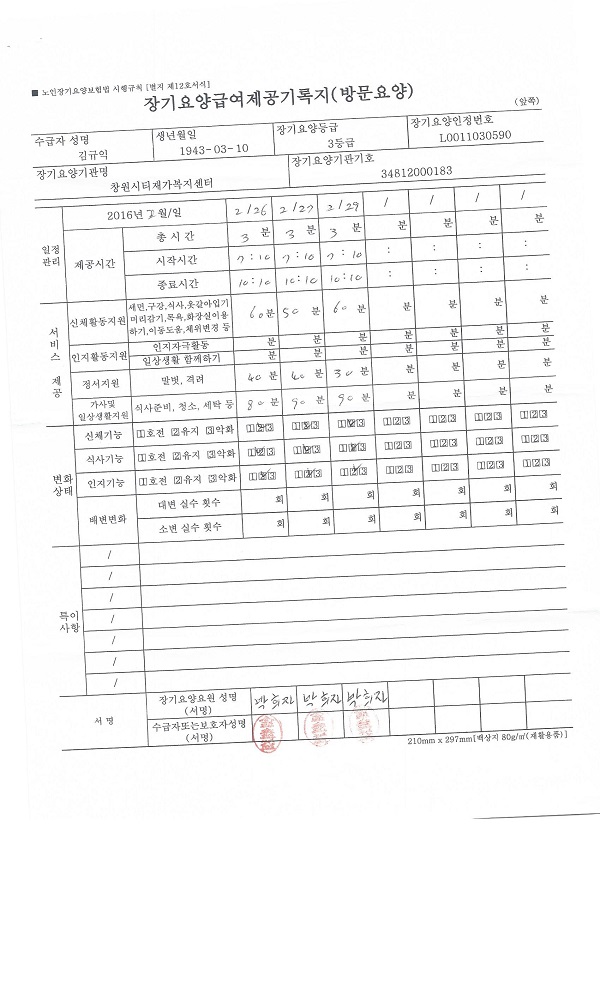 ■ 노인장기요양보험법 시행규칙 [별지 제12호서식]
장기요양급여제공기록지(방문요양)
(앞쪽)
수급자 성명 생년월일 장기요양등급 장기요양인정번호
김규익 1943-03-10 3등급 L0011030590
장기요양기관명 장기요양기관기호
창원시티재가복지센터 34812000183
일정관리 2016년 월/일 2/26 2/27 2/29 / / / /
제공시간 총 시 간 3 분 3 분 3 분 분 분 분 분
시작시간 7:10 7:10 7:10 : : : :
종료시간 10:10 10:10 10:10 : : : :
서비스 제공 신체활동지원 세면,구강,식사,옷갈아입기
머리감기,목욕,화장실이용
하기,이동도움,체위변경 등 60분 50 분 60 분 분 분 분 분
인지활동지원 인지자극활동 분 분 분 분 분 분 분
일상생활 함께하기 분 분 분 분 분 분 분
정서지원 말벗, 격려 40 분 40 분 30 분 분 분 분 분
가사및
일상생활지원 식사준비, 청소, 세탁 등 80 분 90 분 90 분 분 분 분 분
변화상태 신체기능 1호전 2유지 3악화 123 123 123 123 123 123 123
식사기능 1호전 2유지 3악화 123 123 123 123 123 123 123
인지기능 1호전 2유지 3악화 123 123 123 123 123 123 123
배변변화 대변 실수 횟수 회 회 회 회 회 회 회
소변 실수 횟수 회 회 회 회 회 회 회
특이사항 /
/
/
/
/
/
/
서 명 장기요양요원 성명
(서명) 박희진 박희진 박희진
수급자또는보호자성명
(서명)
210mm x 297mm[백상지 80g/㎡(재활용품)]